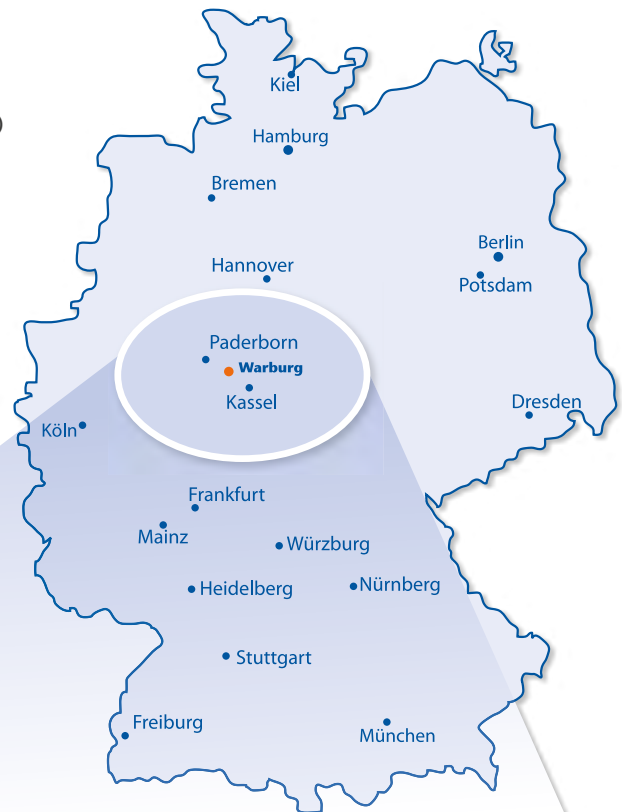 Kiel
Hamburg
Bremen
Berlin
Hannover
Potsdam
Paderborn
Warburg
Kassel
Dresden
Köln
Frankfurt
Mainz
Würzburg
Heidelberg
Nürnberg
Stuttgart
Freiburg
München